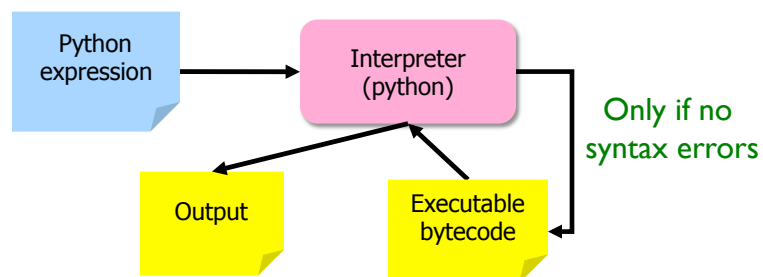 Python
expression
Interpreter
(python)
Only if no
syntax errors
Output
Executable
bytecode